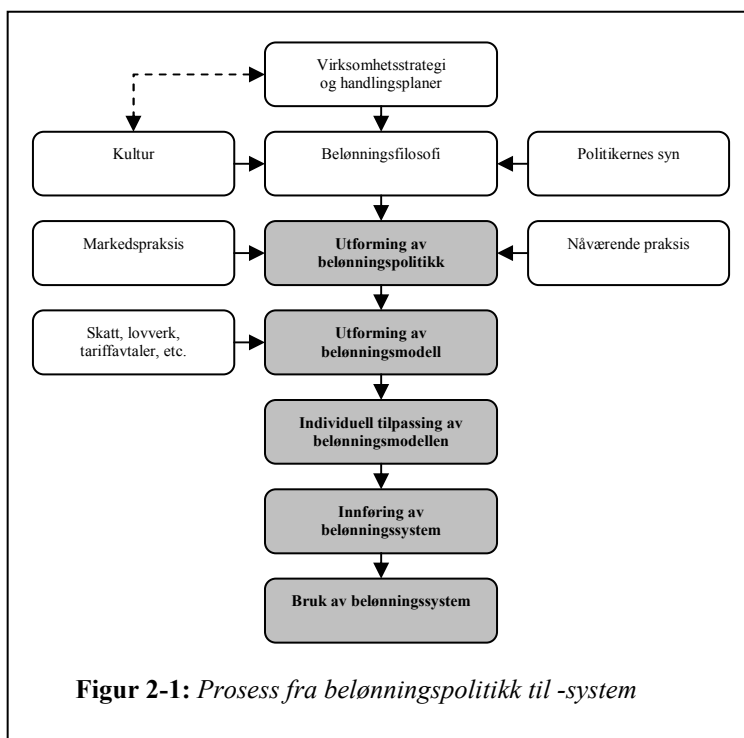 Virksomhetsstrategi
og handlingsplaner
Kultur
Belønningsfilosofi
Politikernes syn
Markedspraksis
Utforming av
belønningspolitikk
Nåværende praksis
Skatt, lovverk,
tariffavtaler, etc.
Utforming av
belønningsmodell
Individuell tilpassing av
belønningsmodellen
Innføring av
belønningssystem
Bruk av belønningssystem
Figur 2-1: Prosess fra belønningspolitikk til -system